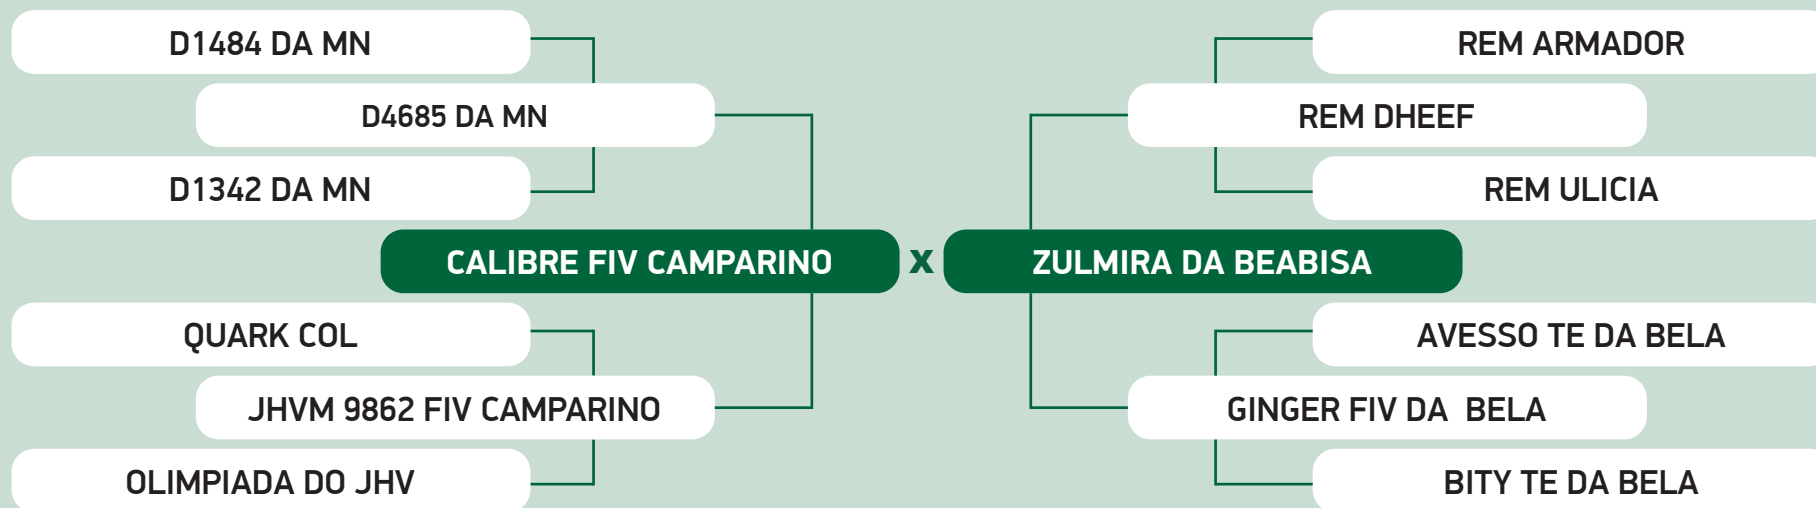 D1484 DA MN
REM ARMADOR
D4685 DA MN
REM DHEEF
D1342 DA MN
REM ULICIA
CALIBRE FIV CAMPARINO x ZULMIRA DA BEABISA
QUARK COL
AVESSO TE DA BELA
JHVM 9862 FIV CAMPARINO
GINGER FIV DA BELA
OLIMPIADA DO JHV
BITY TE DA BELA